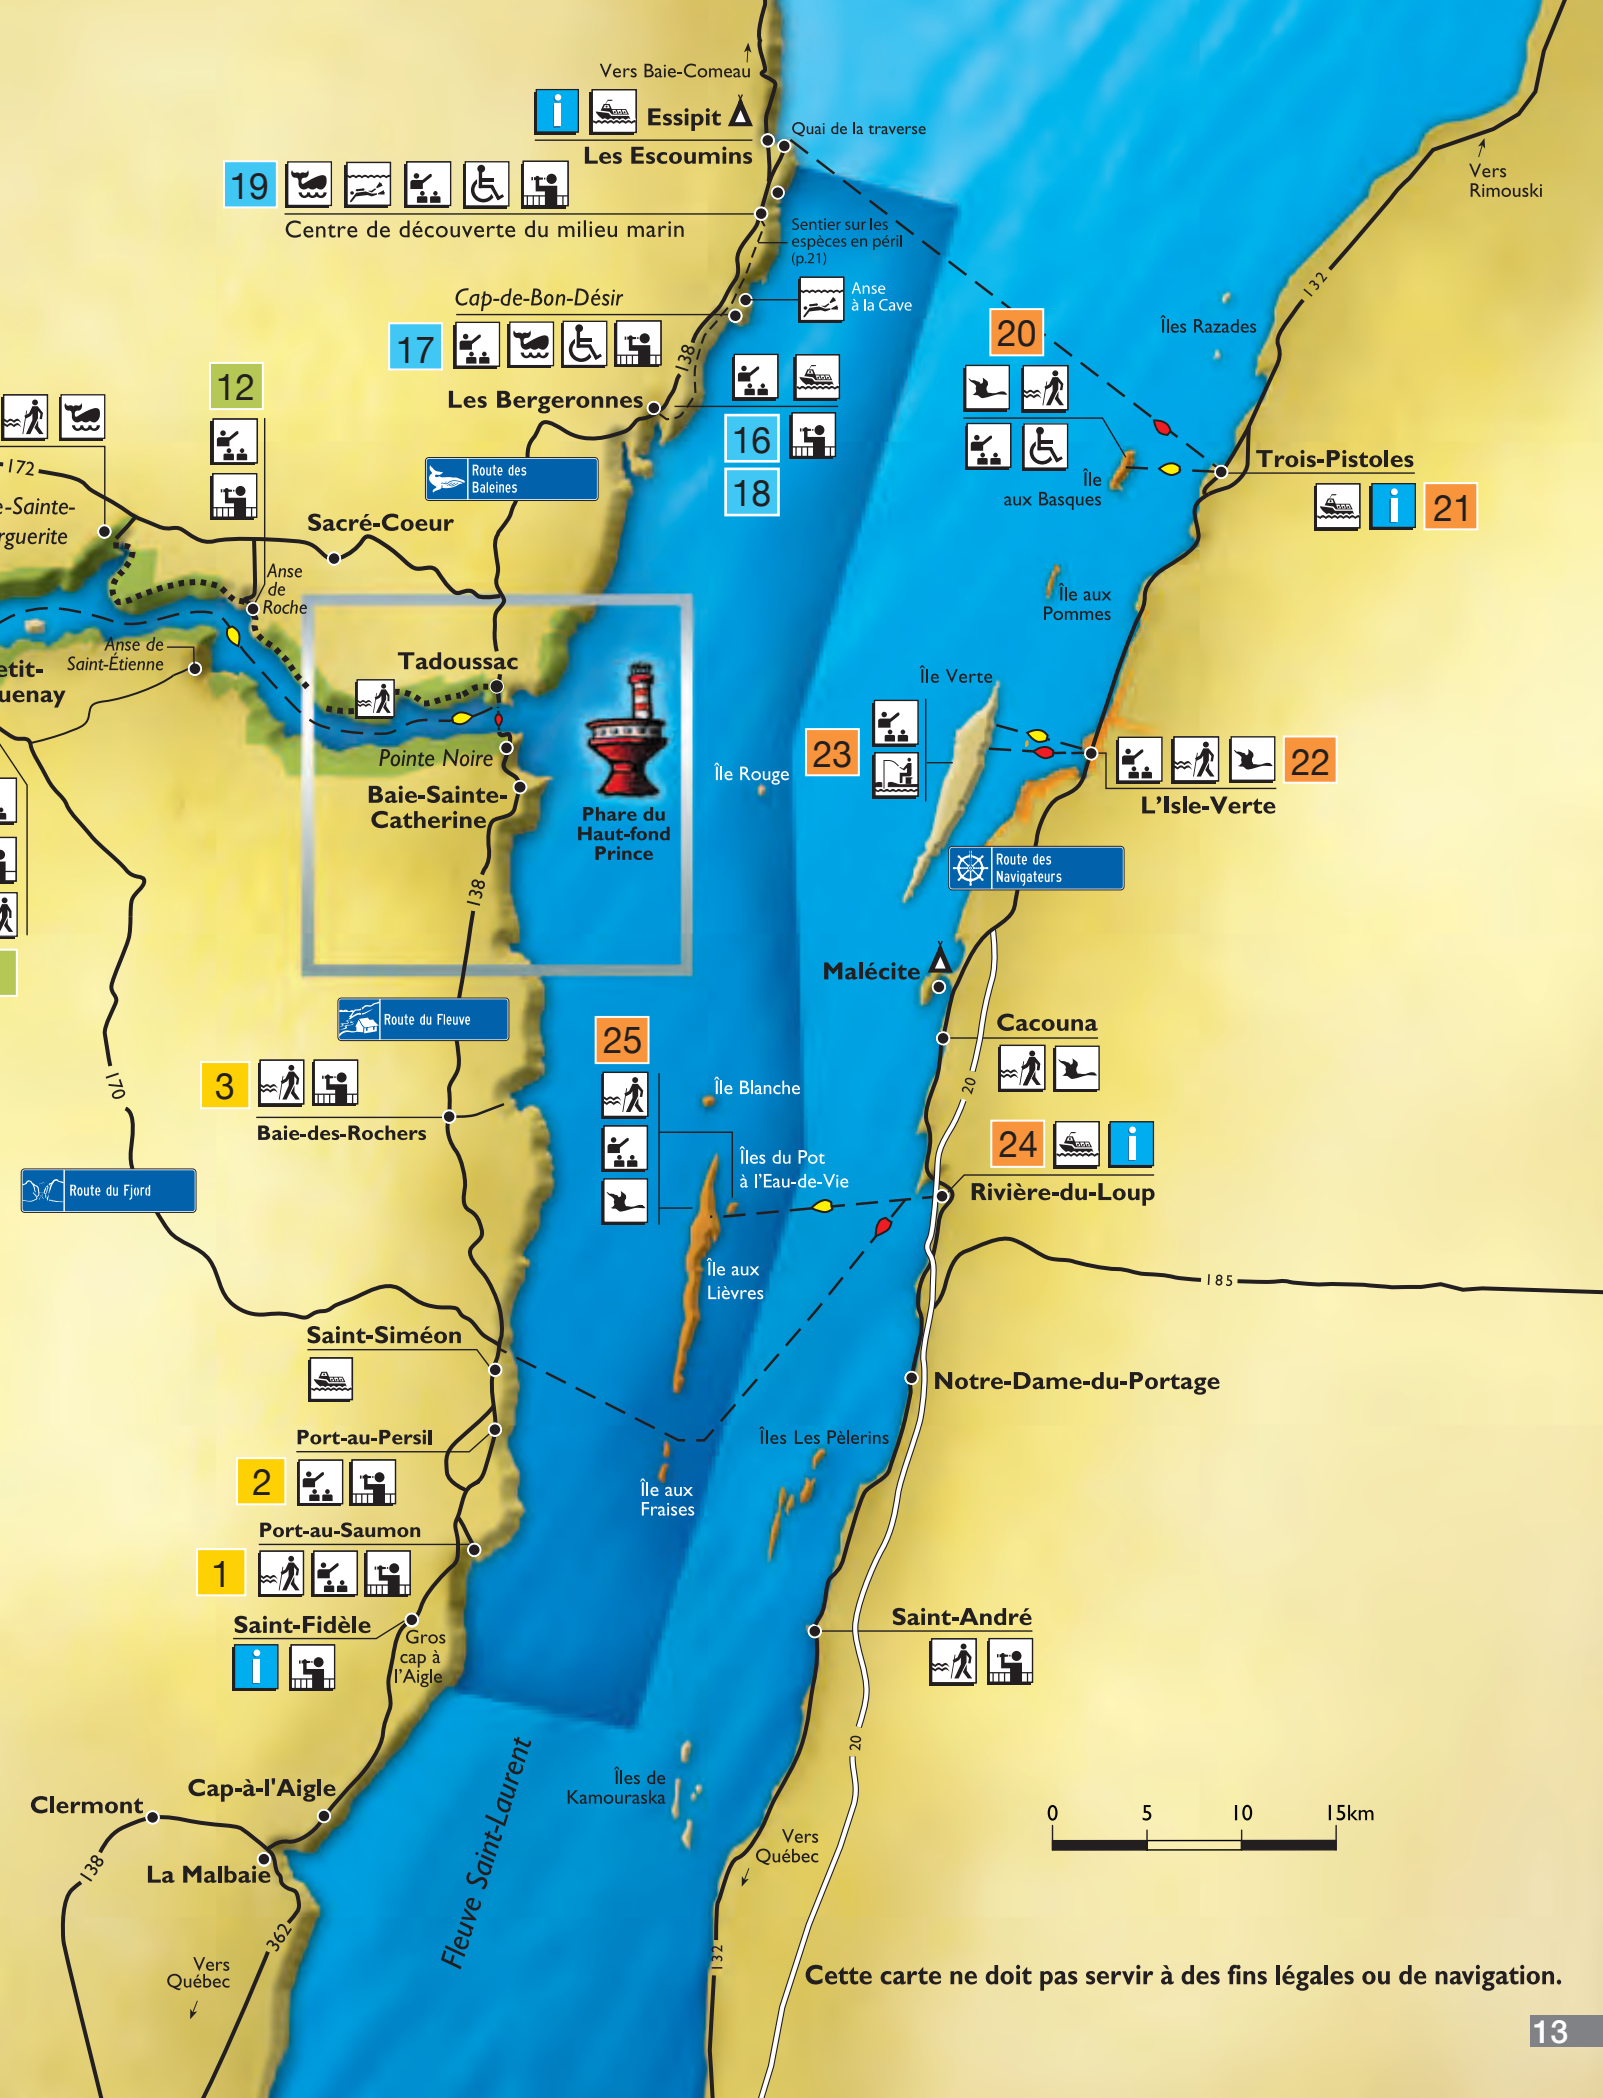 Vers Baie-Comeau
Essipit
Les Escoumins
Quai de la traverse
Vers
Rimouski
19
Centre de découverte du milieu marin
Sentier sur les
espèces en péril
(p.21)
Cap-de-Bon-Désir
Anse
à la Cave
17
138
132
20
Îles Razades
12
Les Bergeronnes
16
18
Route des
Baleines
172
Île
aux Basques
Trois-Pistoles
21
Sacré-Coeur
e-Sainte-
rguerite
Anse
de
Roche
Île aux
Pommes
Anse de
Saint-Étienne
etit-
uenay
Tadoussac
Île Verte
Pointe Noire
Baie-Sainte-
Catherine
Phare du
Haut-fond
Prince
Île Rouge
23
22
L'Isle-Verte
Route des
Navigateurs
138
Malécite
Route du Fleuve
25
Cacouna
170
3
Baie-des-Rochers
Île Blanche
20
24
Îles du Pot
à l'Eau-de-Vie
Rivière-du-Loup
Route du Fjord
Île aux
Lièvres
185
Saint-Siméon
Notre-Dame-du-Portage
Port-au-Persil
2
Îles Les Pèlerins
Île aux
Fraises
Port-au-Saumon
1
Saint-Fidèle
Gros
cap à
l'Aigle
Saint-André
20
Fleuve Saint-Laurent
Îles de
Kamouraska
Cap-à-l'Aigle
Clermont
0 5 10 15km
Vers
Québec
138
La Malbaie
362
Vers
Québec
132
Cette carte ne doit pas servir à des fins légales ou de navigation.
13